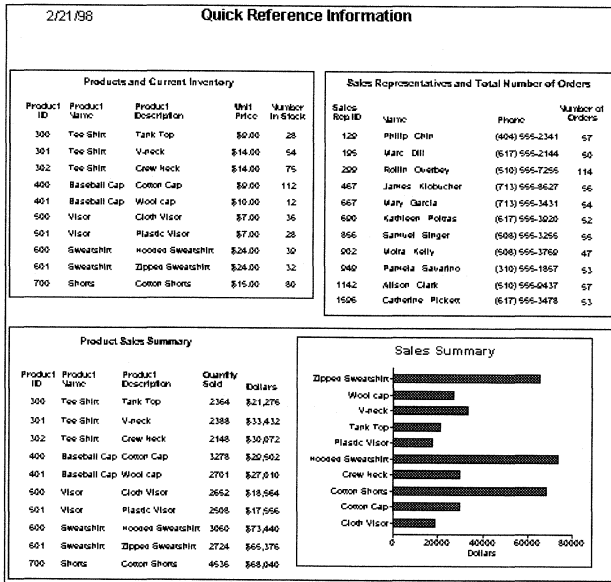 2/21/98 Quick Reference Information
Products and Current Inventory
Product ID Product Name Product Description Unit Price Number In Stock
300 Tee Shirt Tank Top $9.00 28
301 Tee Shirt V-neck $14.00 54
302 Tee Shirt Crew Neck $14.00 75
400 Baseball Cap Cotton Cap $9.00 112
401 Baseball Cap Wool cap $10.00 12
500 Visor Cloth Visor $7.00 36
501 Visor Plastic Visor $7.00 28
600 Sweatshirt Hooded Sweatshirt $24.00 39
601 Sweatshirt Zipped Sweatshirt $24.00 32
700 Shorts Cotton Shorts $15.00 80
Sales Representatives and Total Number of Orders
Sales Rep ID Name Phone Number of Orders
129 Philip Chin (404) 555-2341 57
195 Marc Dill (617) 555-2144 50
299 Rollin Overbey (510) 555-7255 114
467 James Klobucher (713) 555-8627 56
667 Mary Garcia (713) 555-3431 54
690 Kathleen Poitras (617) 555-3920 52
856 Samuel Singer (508) 555-3255 55
902 Moira Kelly (508) 555-3769 47
949 Pamela Savarino (310) 555-1857 53
1142 Alison Clark (510) 555-9437 57
1596 Catherine Pickett (617) 555-3478 53
Product Sales Summary
Product ID Product Name Product Description Quantity Sold Dollars
300 Tee Shirt Tank Top 2364 $21,276
301 Tee Shirt V-neck 2388 $33,432
302 Tee Shirt Crew Neck 2148 $30,072
400 Baseball Cap Cotton Cap 3278 $29,502
401 Baseball Cap Wool cap 2701 $27,010
500 Visor Cloth Visor 2652 $18,564
501 Visor Plastic Visor 2508 $17,556
600 Sweatshirt Hooded Sweatshirt 3060 $73,440
601 Sweatshirt Zipped Sweatshirt 2724 $65,376
700 Shorts Cotton Shorts 4536 $68,040
Sales Summary
Zipped Sweatshirt
Wool cap
V-neck
Tank Top
Plastic Visor
Hooded Sweatshirt
Crew Neck
Cotton Shorts
Cotton Cap
Cloth Visor
0 20000 40000 60000 80000
Dollars